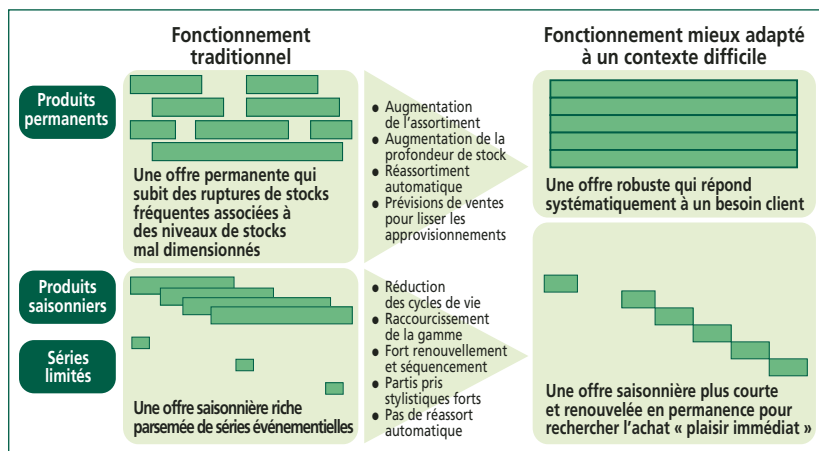 Fonctionnement
traditionnel
Fonctionnement mieux adapté
à un contexte difficile
Produits
permanents
Une offre permanente qui
subit des ruptures de stocks
fréquentes associées à
des niveaux de stocks
mal dimensionnés
● Augmentation
de l'assortiment
● Augmentation de la
profondeur de stock
● Réassortiment
automatique
● Prévisions de ventes
pour lisser les
approvisionnements
Une offre robuste qui répond
systématiquement à un besoin client
Produits
saisonniers
Séries
limités
Une offre saisonnière riche
parsemée de séries événementielles
● Réduction
des cycles de vie
● Raccourcissement
de la gamme
● Fort renouvellement
et séquencement
● Partis pris
stylistiques forts
● Pas de réassort
automatique
Une offre saisonnière plus courte
et renouvelée en permanence pour
rechercher l'achat « plaisir immédiat »